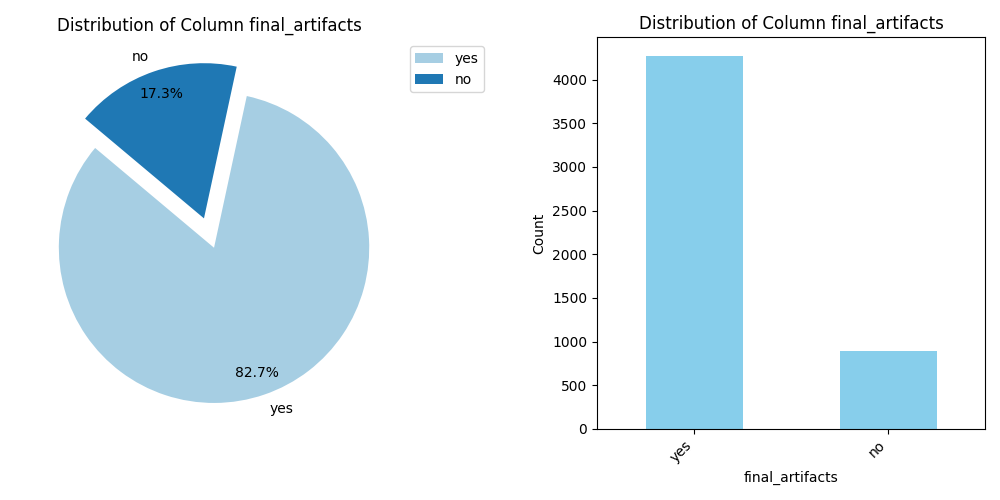 Distribution of Column final_artifacts
no
17.3%
82.7%
yes
yes
no
Distribution of Column final_artifacts
4000
3500
3000
2500
2000
1500
1000
500
0
Count
yes
no
final_artifacts